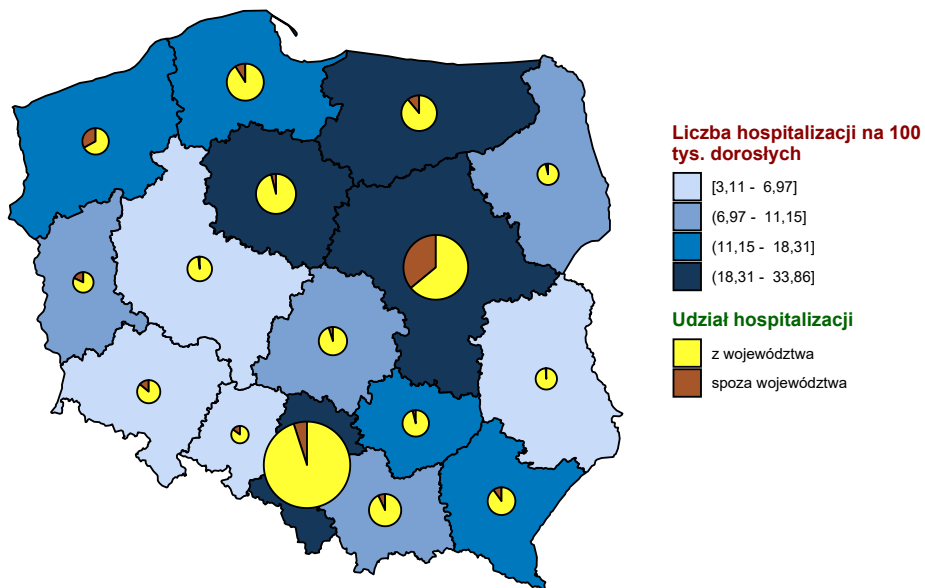 Liczba hospitalizacji na 100
tys. dorosłych
[3,11 - 6,97]
(6,97 - 11,15]
(11,15 - 18,31]
(18,31 - 33,86]
Udział hospitalizacji
z województwa
spoza województwa